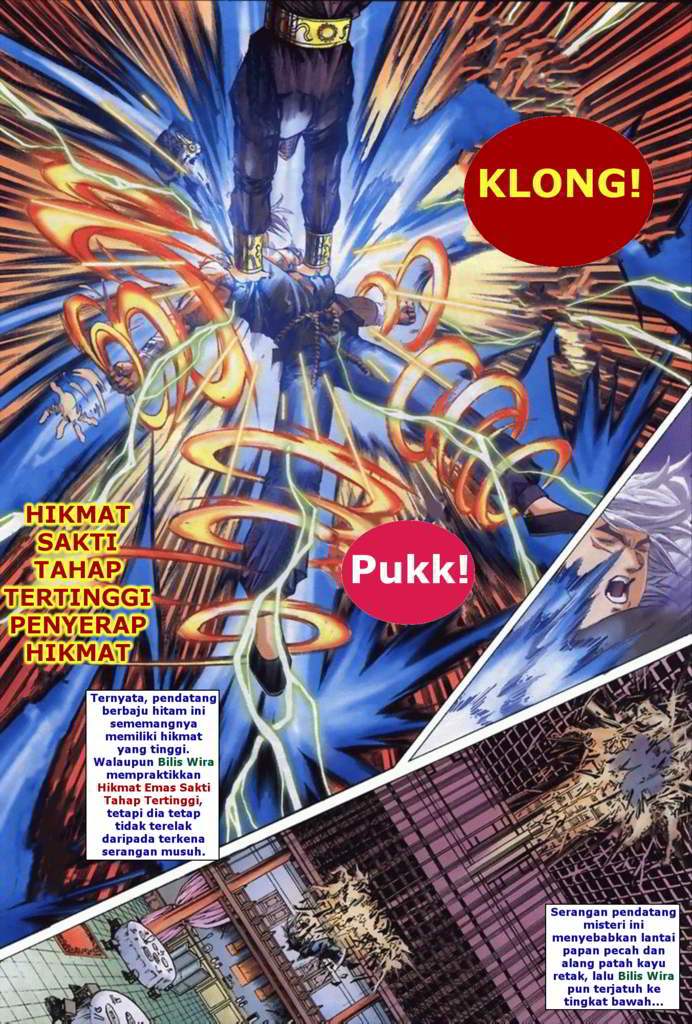 KLONG!
Pukk!
HIKMAT
SAKTI
TAHAP
TERTINGGI
PENYERAP
HIKMAT
Ternyata, pendatang
berbaju hitam ini
sememangnya
memiliki hikmat
yang tinggi.
Walaupun Bilis Wira
mempraktikkan
Hikmat Emas Sakti
Tahap Tertinggi,
tetapi dia tetap
tidak terelak
daripada terkena
serangan musuh.
Serangan pendatang
misteri ini
menyebabkan lantai
papan pecah dan
alang patah kayu
retak, lalu Bilis Wira
pun terjatuh ke
tingkat bawah...